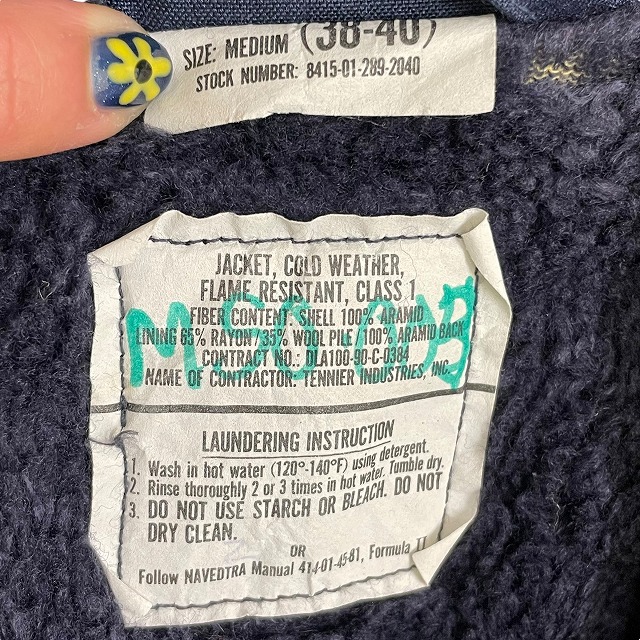 SIZE: MEDIUM (38-40)
STOCK NUMBER: 8415-01-289-2040
JACKET, COLD WEATHER,
FLAME RESISTANT, CLASS 1
FIBER CONTENT: SHELL 100% ARAMID
LINING 65% RAYON/35% WOOL PILE / 100% ARAMID BACK
CONTRACT NO.: DLA100-90-C-0384
NAME OF CONTRACTOR: TENNIER INDUSTRIES, INC.
LAUNDERING INSTRUCTION
1. Wash in hot water (120°-140°F) using detergent.
2. Rinse thoroughly 2 or 3 times in hot water. Tumble dry.
3. DO NOT USE STARCH OR BLEACH. DO NOT
DRY CLEAN.
OR
Follow NAVEDTRA Manual 414-01-45-81, Formula II